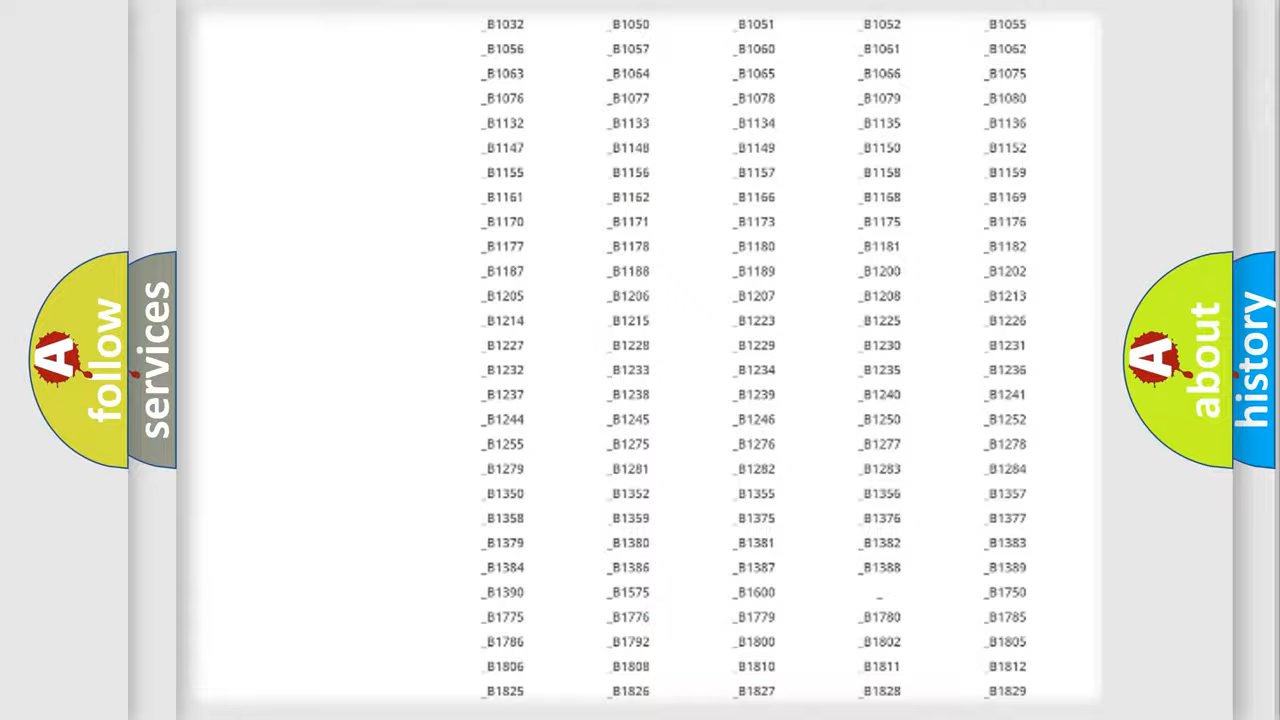 _B1032 _B1050 _B1051 _B1052 _B1055
_B1056 _B1057 _B1060 _B1061 _B1062
_B1063 _B1064 _B1065 _B1066 _B1075
_B1076 _B1077 _B1078 _B1079 _B1080
_B1132 _B1133 _B1134 _B1135 _B1136
_B1147 _B1148 _B1149 _B1150 _B1152
_B1155 _B1156 _B1157 _B1158 _B1159
_B1161 _B1162 _B1166 _B1168 _B1169
_B1170 _B1171 _B1173 _B1175 _B1176
_B1177 _B1178 _B1180 _B1181 _B1182
_B1187 _B1188 _B1189 _B1200 _B1202
_B1205 _B1206 _B1207 _B1208 _B1213
_B1214 _B1215 _B1223 _B1225 _B1226
_B1227 _B1228 _B1229 _B1230 _B1231
_B1232 _B1233 _B1234 _B1235 _B1236
_B1237 _B1238 _B1239 _B1240 _B1241
_B1244 _B1245 _B1246 _B1250 _B1252
_B1255 _B1275 _B1276 _B1277 _B1278
_B1279 _B1281 _B1282 _B1283 _B1284
_B1350 _B1352 _B1355 _B1356 _B1357
_B1358 _B1359 _B1375 _B1376 _B1377
_B1379 _B1380 _B1381 _B1382 _B1383
_B1384 _B1386 _B1387 _B1388 _B1389
_B1390 _B1575 _B1600 _ _B1750
_B1775 _B1776 _B1779 _B1780 _B1785
_B1786 _B1792 _B1800 _B1802 _B1805
_B1806 _B1808 _B1810 _B1811 _B1812
_B1825 _B1826 _B1827 _B1828 _B1829
A follow
services
A about
history